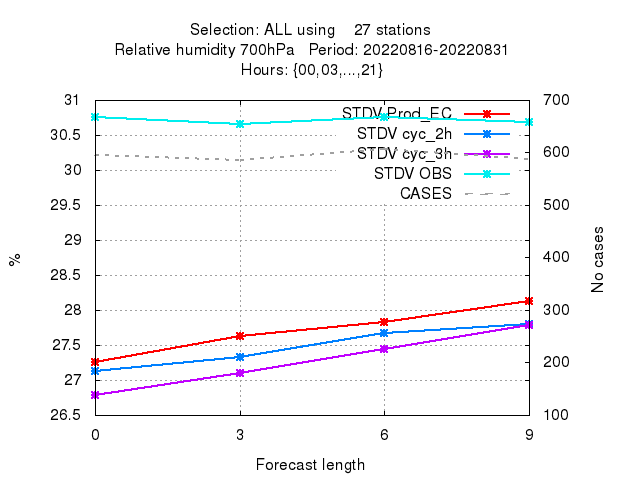 Selection: ALL using 27 stations
Relative humidity 700hPa Period: 20220816-20220831
Hours: {00,03,...,21}
31
30.5
30
29.5
29
28.5
28
27.5
27
26.5
%
700
600
500
400
300
200
100
No cases
STDV Prod_EC
STDV cyc_2h
STDV cyc_3h
STDV OBS
CASES
0 3 6 9
Forecast length